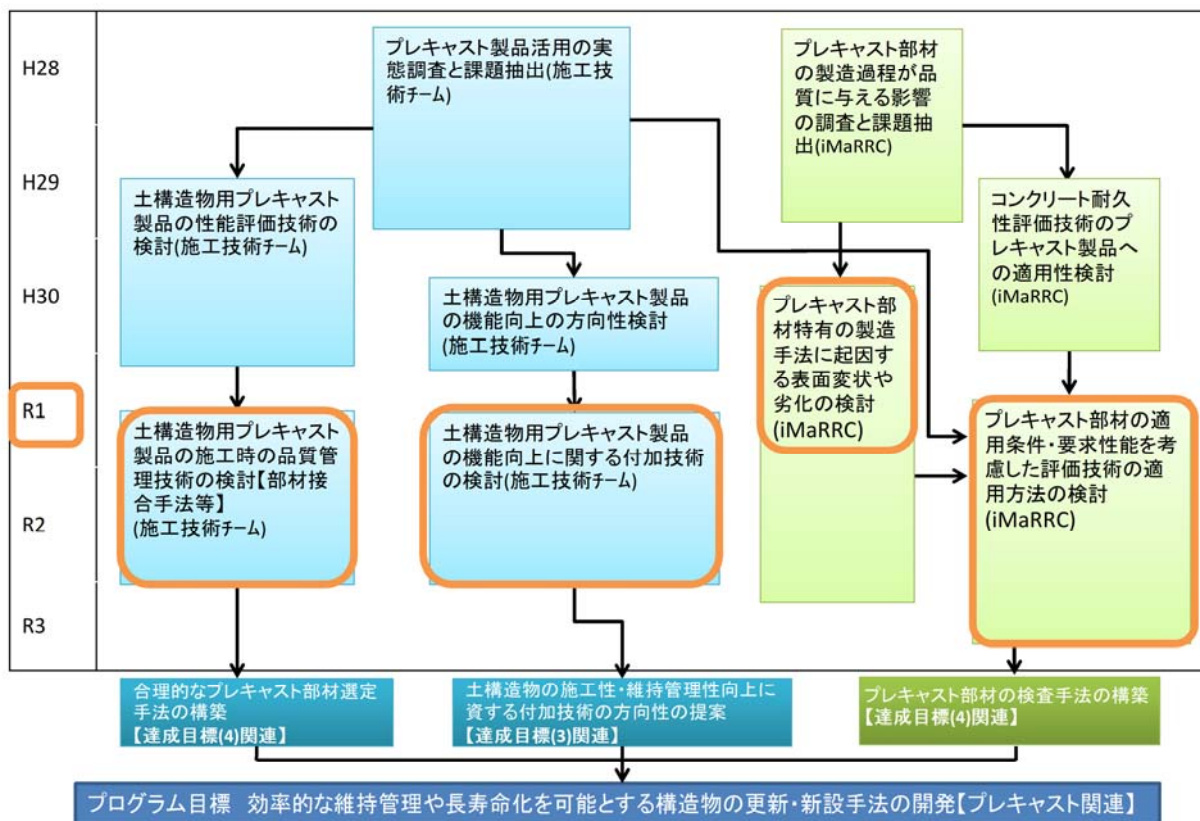 H28
H29
H30
R1
R2
R3
プレキャスト製品活用の実
態調査と課題抽出(施工技
術チーム)
プレキャスト部材
の製造過程が品
質に与える影響
の調査と課題抽
出(iMaRRC)
土構造物用プレキャスト
製品の性能評価技術の
検討(施工技術チーム)
コンクリート耐久
性評価技術のプ
レキャスト製品へ
の適用性検討
(iMaRRC)
土構造物用プレキャスト製品
の機能向上の方向性検討
(施工技術チーム)
プレキャスト部
材特有の製造
手法に起因す
る表面変状や
劣化の検討
(iMaRRC)
土構造物用プレキャスト
製品の施工時の品質管
理技術の検討【部材接
合手法等】
(施工技術チーム)
土構造物用プレキャスト製品
の機能向上に関する付加技術
の検討(施工技術チーム)
プレキャスト部材の適
用条件・要求性能を考
慮した評価技術の適
用方法の検討
(iMaRRC)
合理的なプレキャスト部材選定
手法の構築
【達成目標(4)関連】
土構造物の施工性・維持管理性向上に
資する付加技術の方向性の提案
【達成目標(3)関連】
プレキャスト部材の検査手法の構築
【達成目標(4)関連】
プログラム目標 効率的な維持管理や長寿命化を可能とする構造物の更新・新設手法の開発【プレキャスト関連】